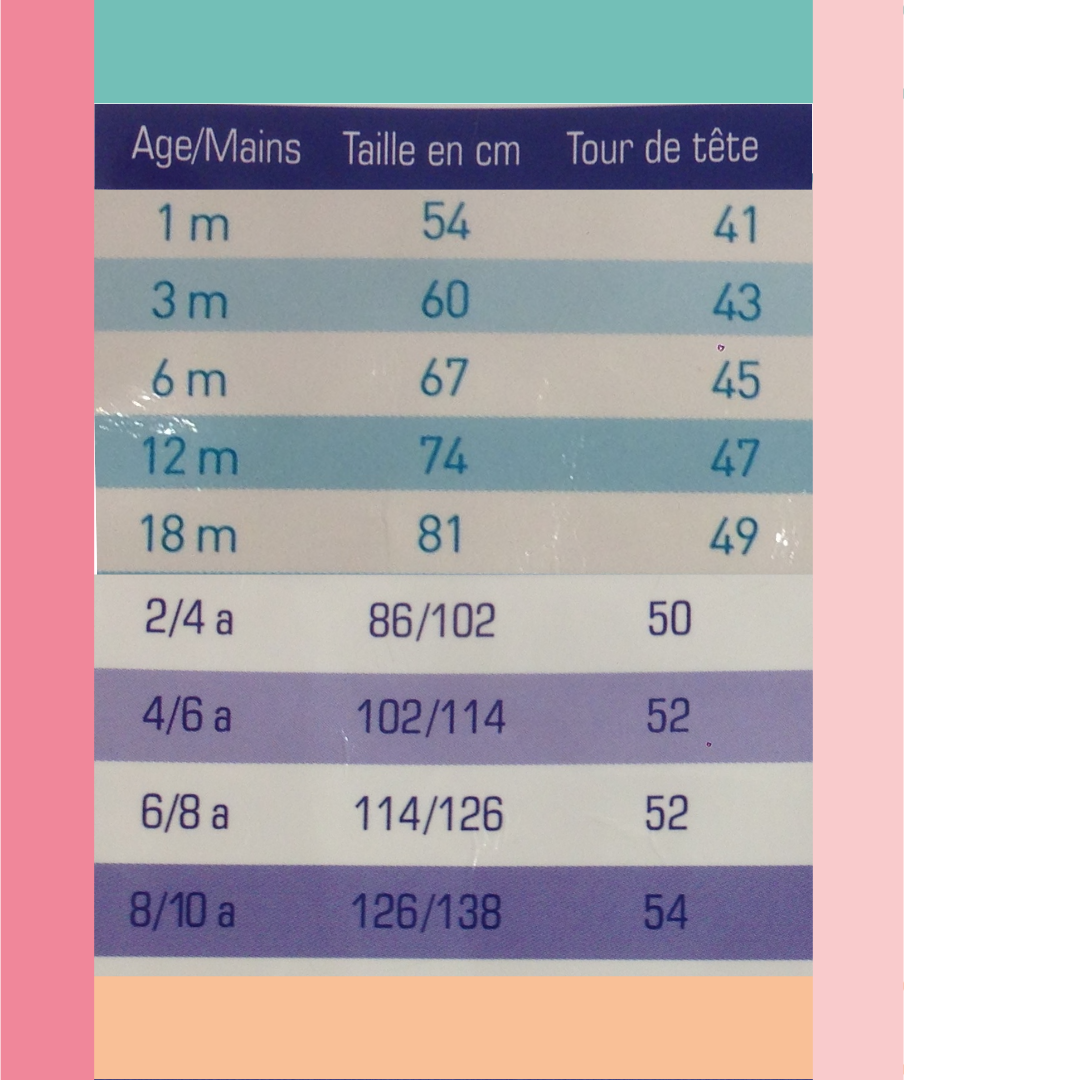 Age/Mains Taille en cm Tour de tête
1 m 54 41
3 m 60 43
6 m 67 45
12 m 74 47
18 m 81 49
2/4 a 86/102 50
4/6 a 102/114 52
6/8 a 114/126 52
8/10 a 126/138 54